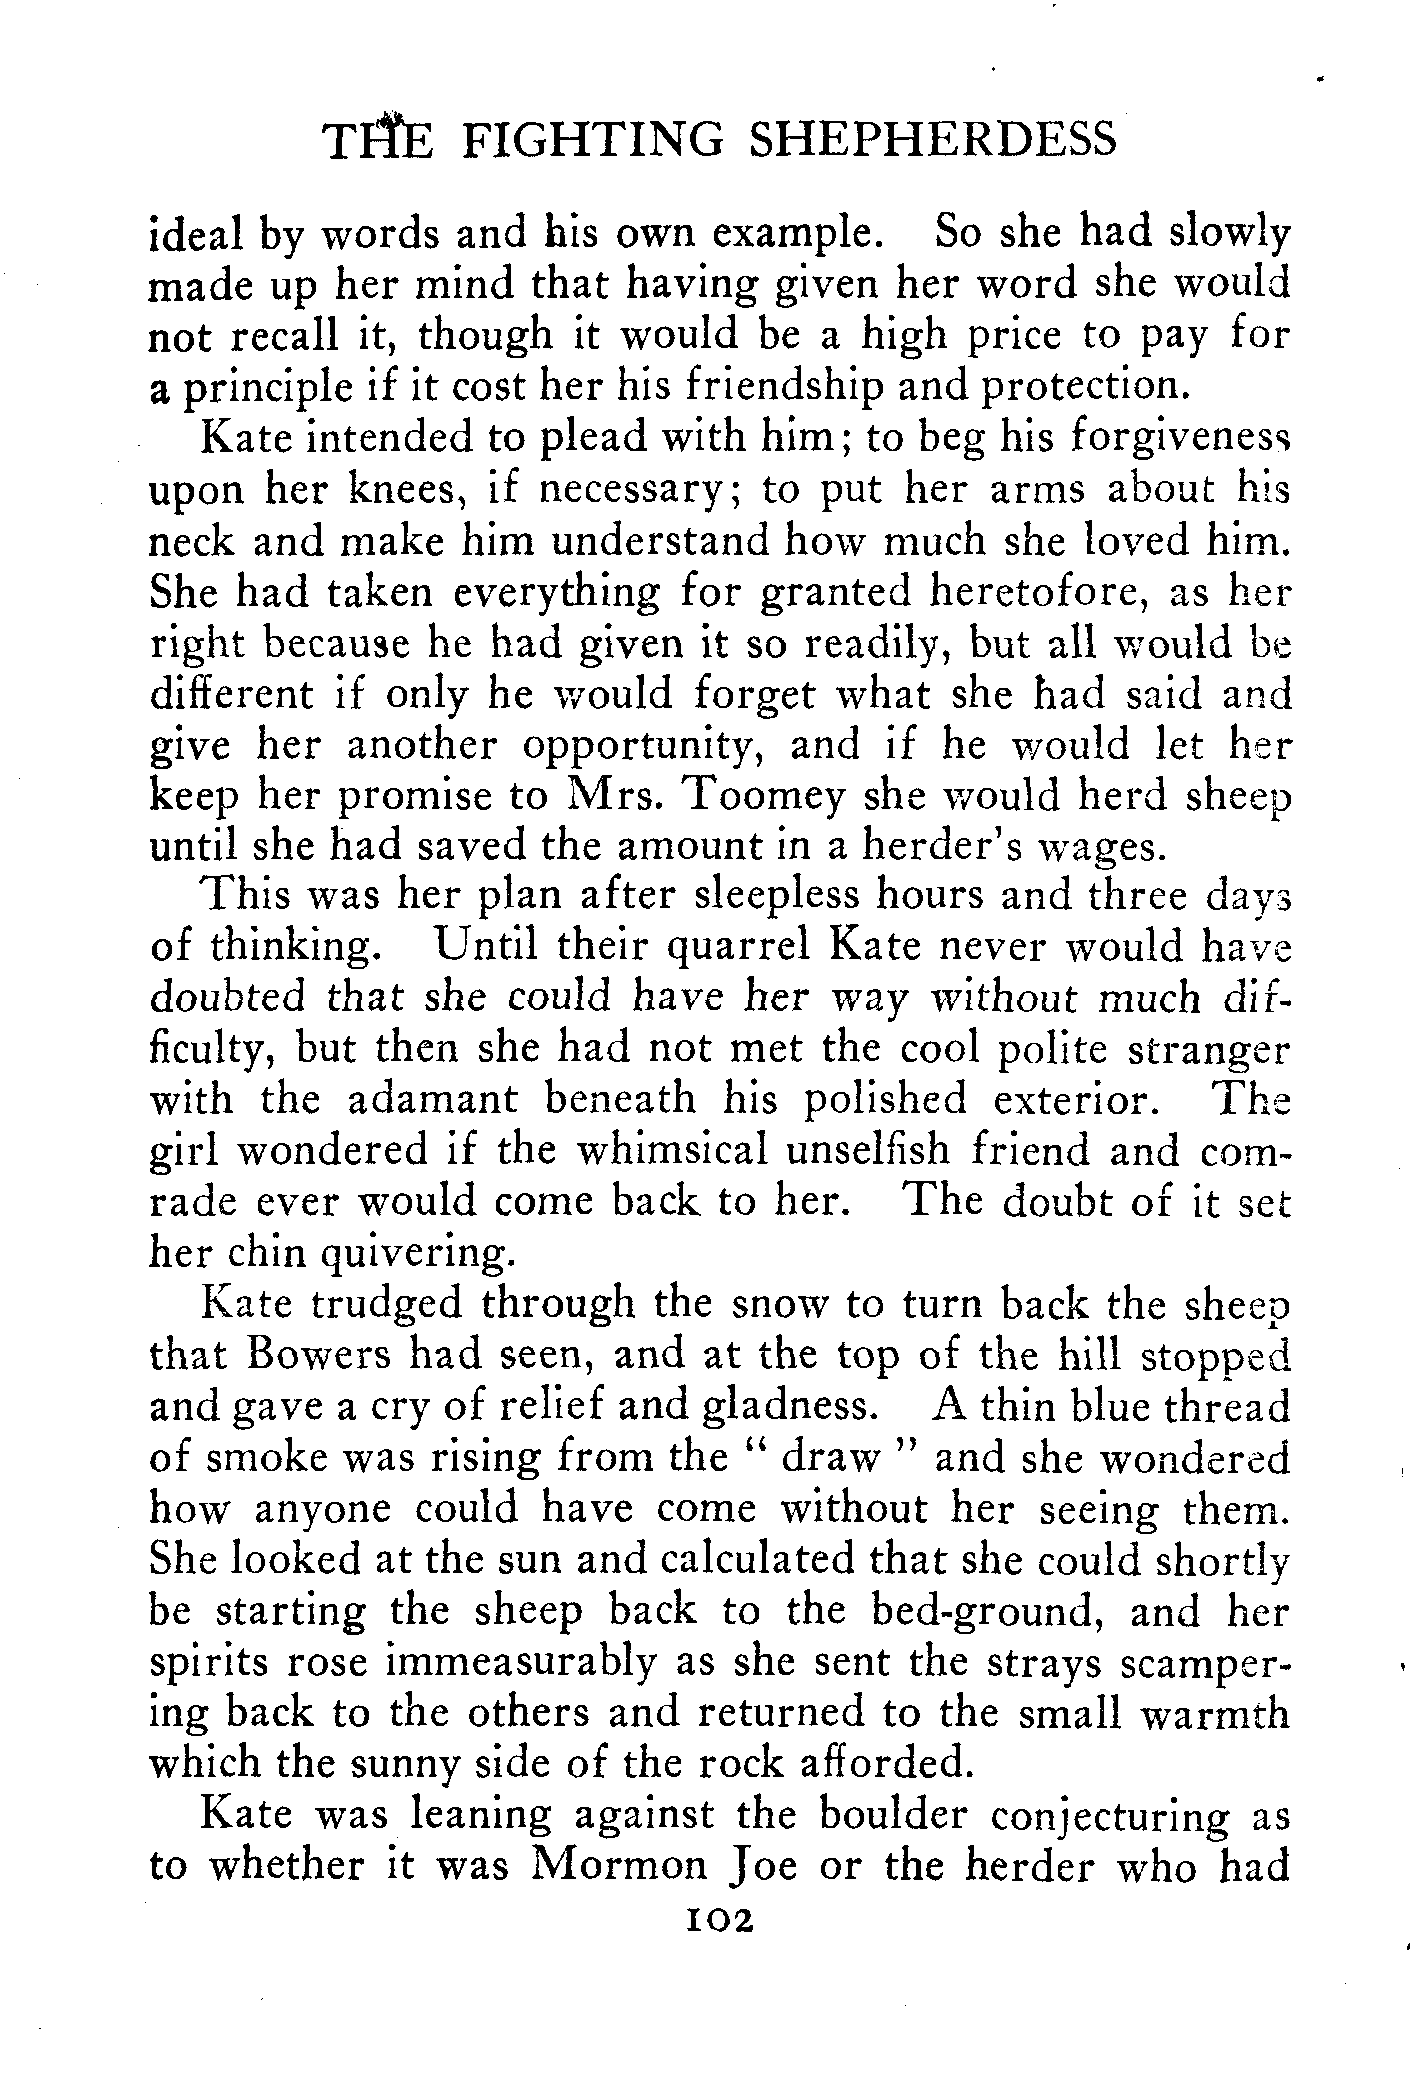 THE FIGHTING SHEPHERDESS
ideal by words and his own example. So she had slowly
made up her mind that having given her word she would
not recall it, though it would be a high price to pay for
a principle if it cost her his friendship and protection.
Kate intended to plead with him; to beg his forgiveness
upon her knees, if necessary; to put her arms about his
neck and make him understand how much she loved him.
She had taken everything for granted heretofore, as her
right because he had given it so readily, but all would be
different if only he would forget what she had said and
give her another opportunity, and if he would let her
keep her promise to Mrs. Toomey she would herd sheep
until she had saved the amount in a herder's wages.
This was her plan after sleepless hours and three days
of thinking. Until their quarrel Kate never would have
doubted that she could have her way without much dif-
ficulty, but then she had not met the cool polite stranger
with the adamant beneath his polished exterior. The
girl wondered if the whimsical unselfish friend and com-
rade ever would come back to her. The doubt of it set
her chin quivering.
Kate trudged through the snow to turn back the sheep
that Bowers had seen, and at the top of the hill stopped
and gave a cry of relief and gladness. A thin blue thread
of smoke was rising from the " draw " and she wondered
how anyone could have come without her seeing them.
She looked at the sun and calculated that she could shortly
be starting the sheep back to the bed-ground, and her
spirits rose immeasurably as she sent the strays scamper-
ing back to the others and returned to the small warmth
which the sunny side of the rock afforded.
Kate was leaning against the boulder conjecturing as
to whether it was Mormon Joe or the herder who had
102